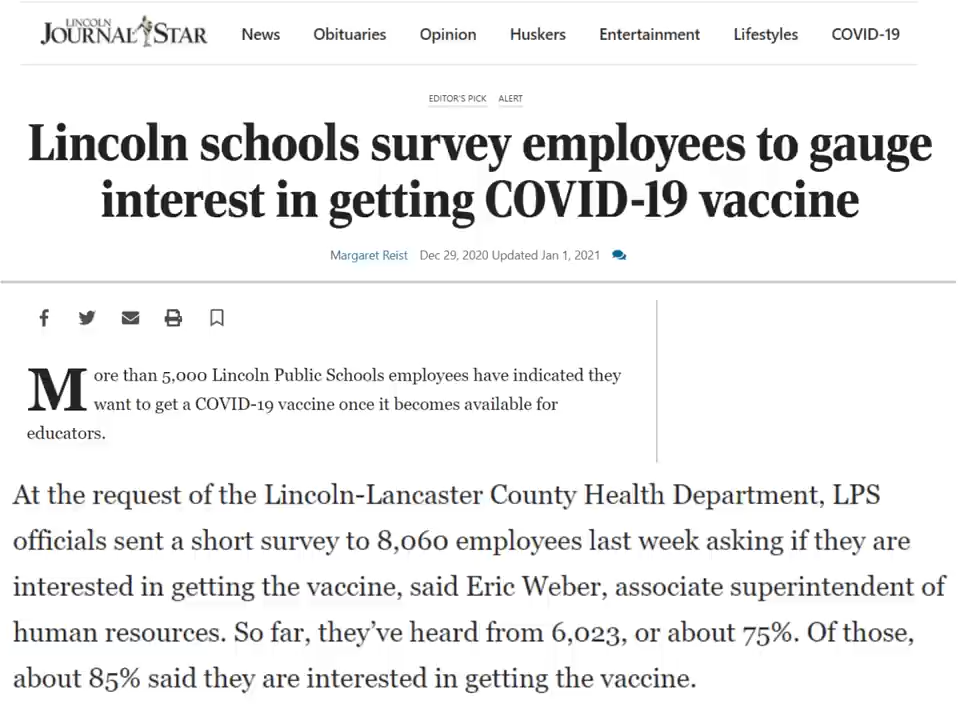 LINCOLN
JOURNAL STAR
News Obituaries Opinion Huskers Entertainment Lifestyles COVID-19
EDITOR'S PICK ALERT
Lincoln schools survey employees to gauge
interest in getting COVID-19 vaccine
Margaret Reist Dec 29, 2020 Updated Jan 1, 2021
More than 5,000 Lincoln Public Schools employees have indicated they
want to get a COVID-19 vaccine once it becomes available for
educators.
At the request of the Lincoln-Lancaster County Health Department, LPS
officials sent a short survey to 8,060 employees last week asking if they are
interested in getting the vaccine, said Eric Weber, associate superintendent of
human resources. So far, they’ve heard from 6,023, or about 75%. Of those,
about 85% said they are interested in getting the vaccine.